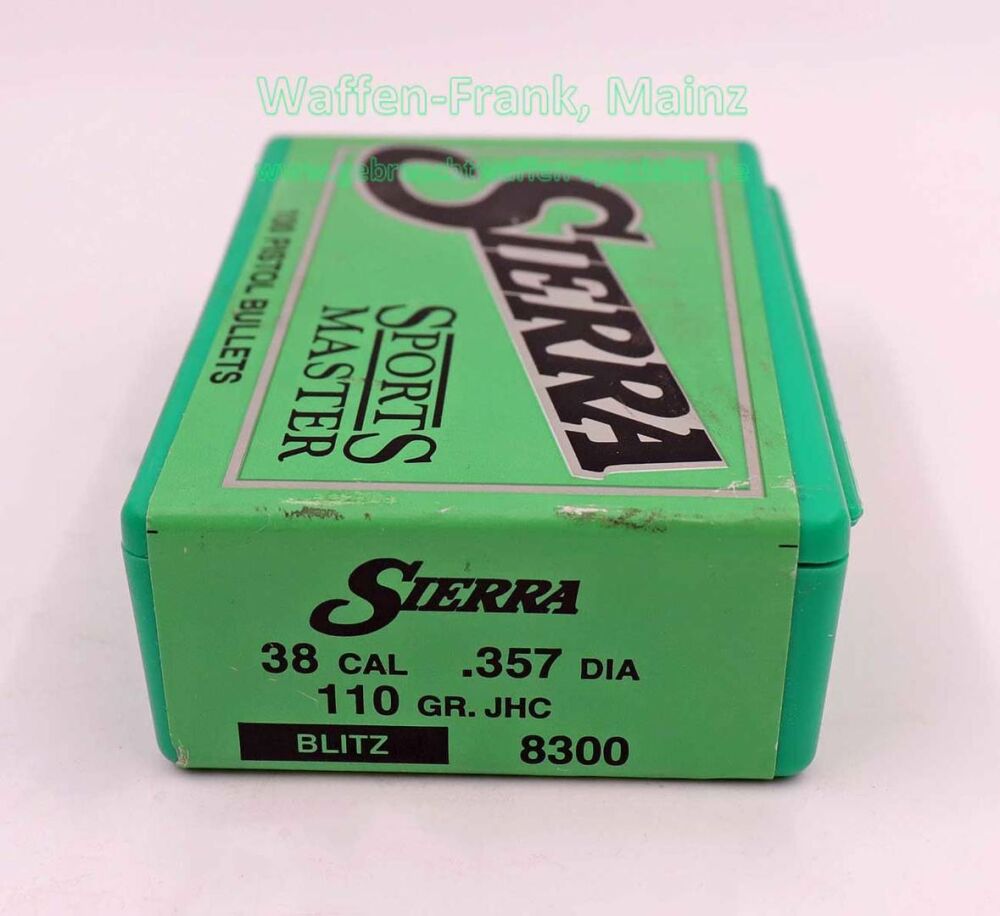 Waffen-Frank, Mainz
SIERRA
SPORTS
MASTER
100 PISTOL BULLETS
SIERRA
38 CAL .357 DIA
110 GR. JHC
BLITZ 8300